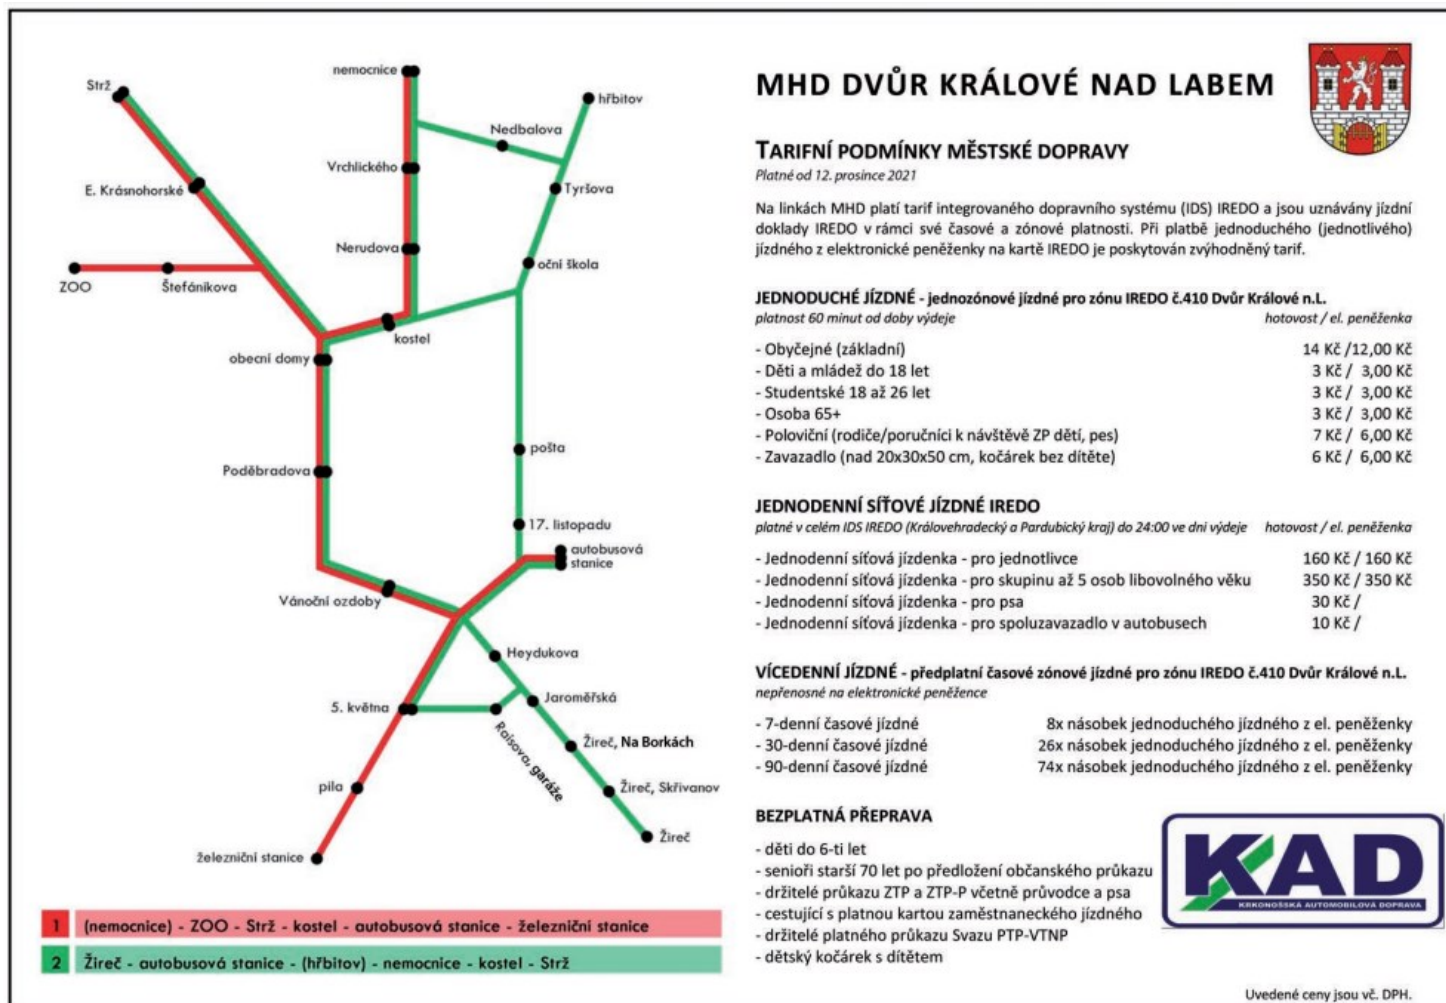 Strž
nemocnice
hřbitov
Nedbalova
E. Krásnohorské
Vrchlického
Tyršova
Nerudova
oční škola
ZOO
Štefánikova
kostel
obecní domy
pošta
Poděbradova
17. listopadu
autobusová
stanice
Vánoční ozdoby
Heydukova
5. května
Jaroměřská
Raisova, garáže
Žireč, Na Borkách
pila
Žireč, Skřivanov
Žireč
železniční stanice
1 (nemocnice) - ZOO - Strž - kostel - autobusová stanice - železniční stanice
2 Žireč - autobusová stanice - (hřbitov) - nemocnice - kostel - Strž
MHD DVŮR KRÁLOVÉ NAD LABEM
TARIFNÍ PODMÍNKY MĚSTSKÉ DOPRAVY
Platné od 12. prosince 2021
Na linkách MHD platí tarif integrovaného dopravního systému (IDS) IREDO a jsou uznávány jízdní
doklady IREDO v rámci své časové a zónové platnosti. Při platbě jednoduchého (jednotlivého)
jízdného z elektronické peněženky na kartě IREDO je poskytován zvýhodněný tarif.
JEDNODUCHÉ JÍZDNÉ - jednozónové jízdné pro zónu IREDO č.410 Dvůr Králové n.L.
platnost 60 minut od doby výdeje hotovost / el. peněženka
- Obyčejné (základní) 14 Kč /12,00 Kč
- Děti a mládež do 18 let 3 Kč / 3,00 Kč
- Studentské 18 až 26 let 3 Kč / 3,00 Kč
- Osoba 65+ 3 Kč / 3,00 Kč
- Poloviční (rodiče/poručníci k návštěvě ZP dětí, pes) 7 Kč / 6,00 Kč
- Zavazadlo (nad 20x30x50 cm, kočárek bez dítěte) 6 Kč / 6,00 Kč
JEDNODENNÍ SÍŤOVÉ JÍZDNÉ IREDO
platné v celém IDS IREDO (Královehradecký a Pardubický kraj) do 24:00 ve dni výdeje hotovost / el. peněženka
- Jednodenní síťová jízdenka - pro jednotlivce 160 Kč / 160 Kč
- Jednodenní síťová jízdenka - pro skupinu až 5 osob libovolného věku 350 Kč / 350 Kč
- Jednodenní síťová jízdenka - pro psa 30 Kč /
- Jednodenní síťová jízdenka - pro spoluzavazadlo v autobusech 10 Kč /
VÍCEDENNÍ JÍZDNÉ - předplatní časové zónové jízdné pro zónu IREDO č.410 Dvůr Králové n.L.
nepřenosné na elektronické peněžence
- 7-denní časové jízdné 8x násobek jednoduchého jízdného z el. peněženky
- 30-denní časové jízdné 26x násobek jednoduchého jízdného z el. peněženky
- 90-denní časové jízdné 74x násobek jednoduchého jízdného z el. peněženky
BEZPLATNÁ PŘEPRAVA
- děti do 6-ti let
- senioři starší 70 let po předložení občanského průkazu
- držitelé průkazu ZTP a ZTP-P včetně průvodce a psa
- cestující s platnou kartou zaměstnaneckého jízdného
- držitelé platného průkazu Svazu PTP-VTNP
- dětský kočárek s dítětem
KAD
KRKONOŠSKÁ AUTOMOBILOVÁ DOPRAVA
Uvedené ceny jsou vč. DPH.